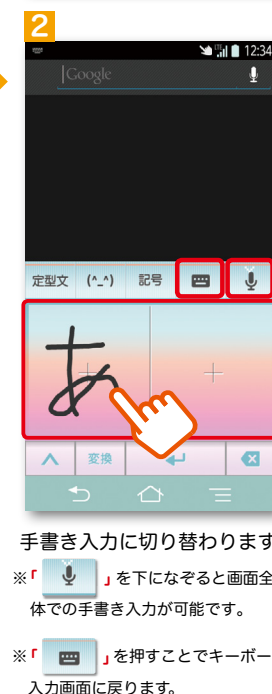 2
12:34
Google
定型文 (^_^) 記号
あ
変換
手書き入力に切り替わります
※「 」を下になぞると画面全
体での手書き入力が可能です。
※「 」を押すことでキーボー
入力画面に戻ります。